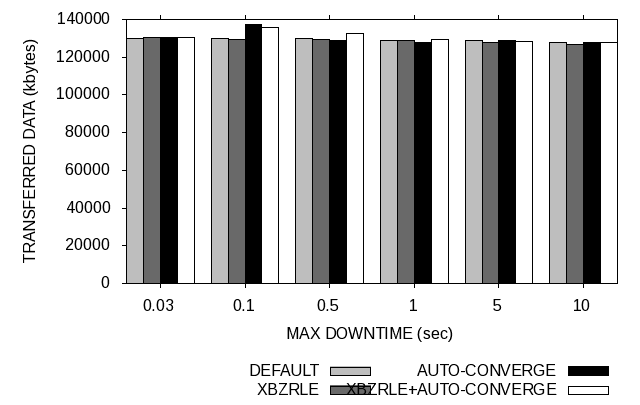 140000
120000
100000
80000
60000
40000
20000
0
TRANSFERRED DATA (kbytes)
0.03 0.1 0.5 1 5 10
MAX DOWNTIME (sec)
DEFAULT AUTO-CONVERGE
XBZRLE XBZRLE+AUTO-CONVERGE